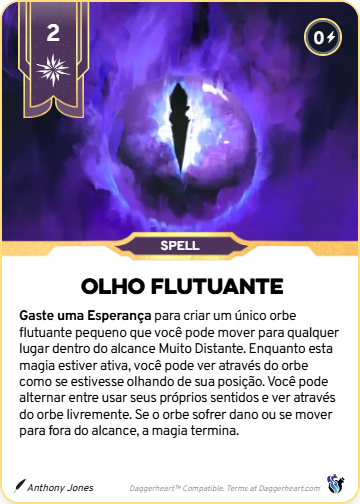 2
0
SPELL
OLHO FLUTUANTE
Gaste uma Esperança para criar um único orbe
flutuante pequeno que você pode mover para qualquer
lugar dentro do alcance Muito Distante. Enquanto esta
magia estiver ativa, você pode ver através do orbe
como se estivesse olhando de sua posição. Você pode
alternar entre usar seus próprios sentidos e ver através
do orbe livremente. Se o orbe sofrer dano ou se mover
para fora do alcance, a magia termina.
Anthony Jones
Daggerheart™ Compatible. Terms at Daggerheart.com